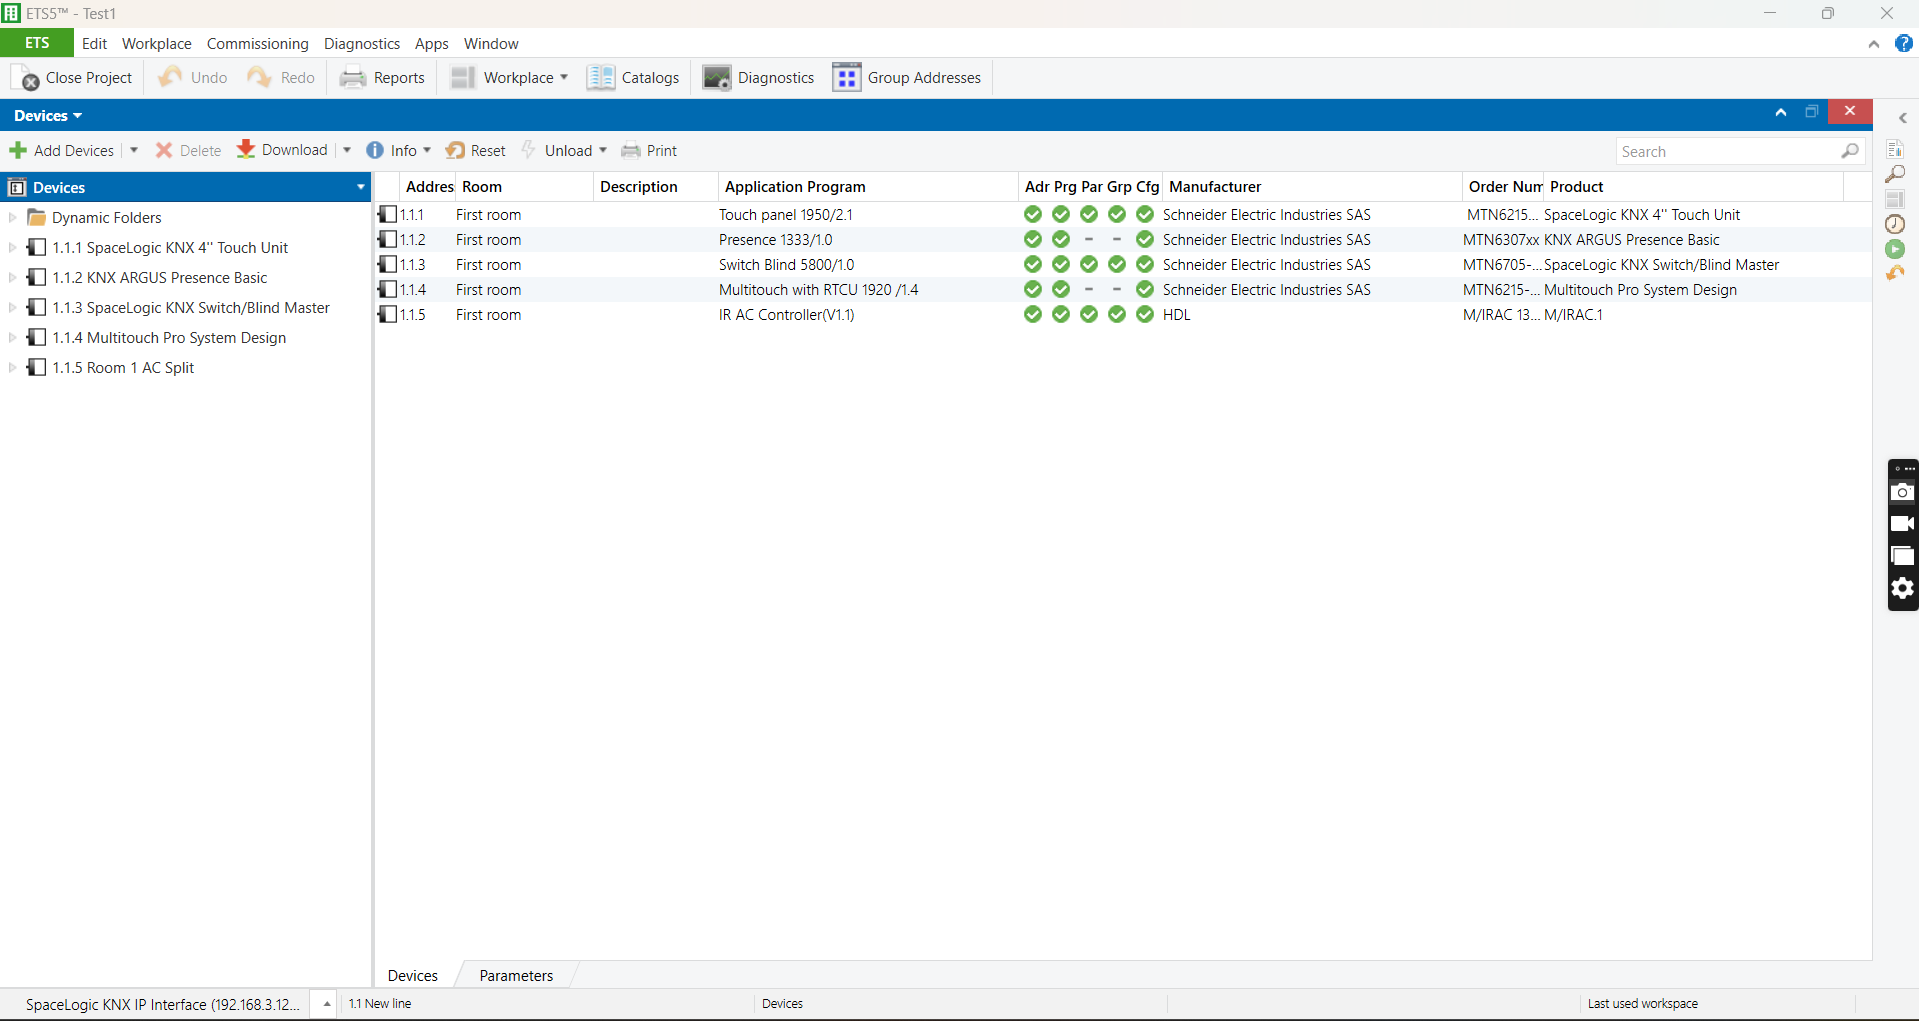 ETS5™ - Test1
ETS Edit Workplace Commissioning Diagnostics Apps Window
Close Project Undo Redo Reports Workplace Catalogs Diagnostics Group Addresses
Devices
Add Devices Delete Download Info Reset Unload Print Search
Devices
Dynamic Folders
1.1.1 SpaceLogic KNX 4" Touch Unit
1.1.2 KNX ARGUS Presence Basic
1.1.3 SpaceLogic KNX Switch/Blind Master
1.1.4 Multitouch Pro System Design
1.1.5 Room 1 AC Split
Addres Room Description Application Program Adr Prg Par Grp Cfg Manufacturer Order Num Product
1.1.1 First room Touch panel 1950/2.1 Schneider Electric Industries SAS MTN6215... SpaceLogic KNX 4" Touch Unit
1.1.2 First room Presence 1333/1.0 - - Schneider Electric Industries SAS MTN6307xx KNX ARGUS Presence Basic
1.1.3 First room Switch Blind 5800/1.0 Schneider Electric Industries SAS MTN6705-... SpaceLogic KNX Switch/Blind Master
1.1.4 First room Multitouch with RTCU 1920 /1.4 - - Schneider Electric Industries SAS MTN6215-... Multitouch Pro System Design
1.1.5 First room IR AC Controller(V1.1) HDL M/IRAC 13... M/IRAC.1
Devices Parameters
SpaceLogic KNX IP Interface (192.168.3.12... 1.1 New line Devices Last used workspace